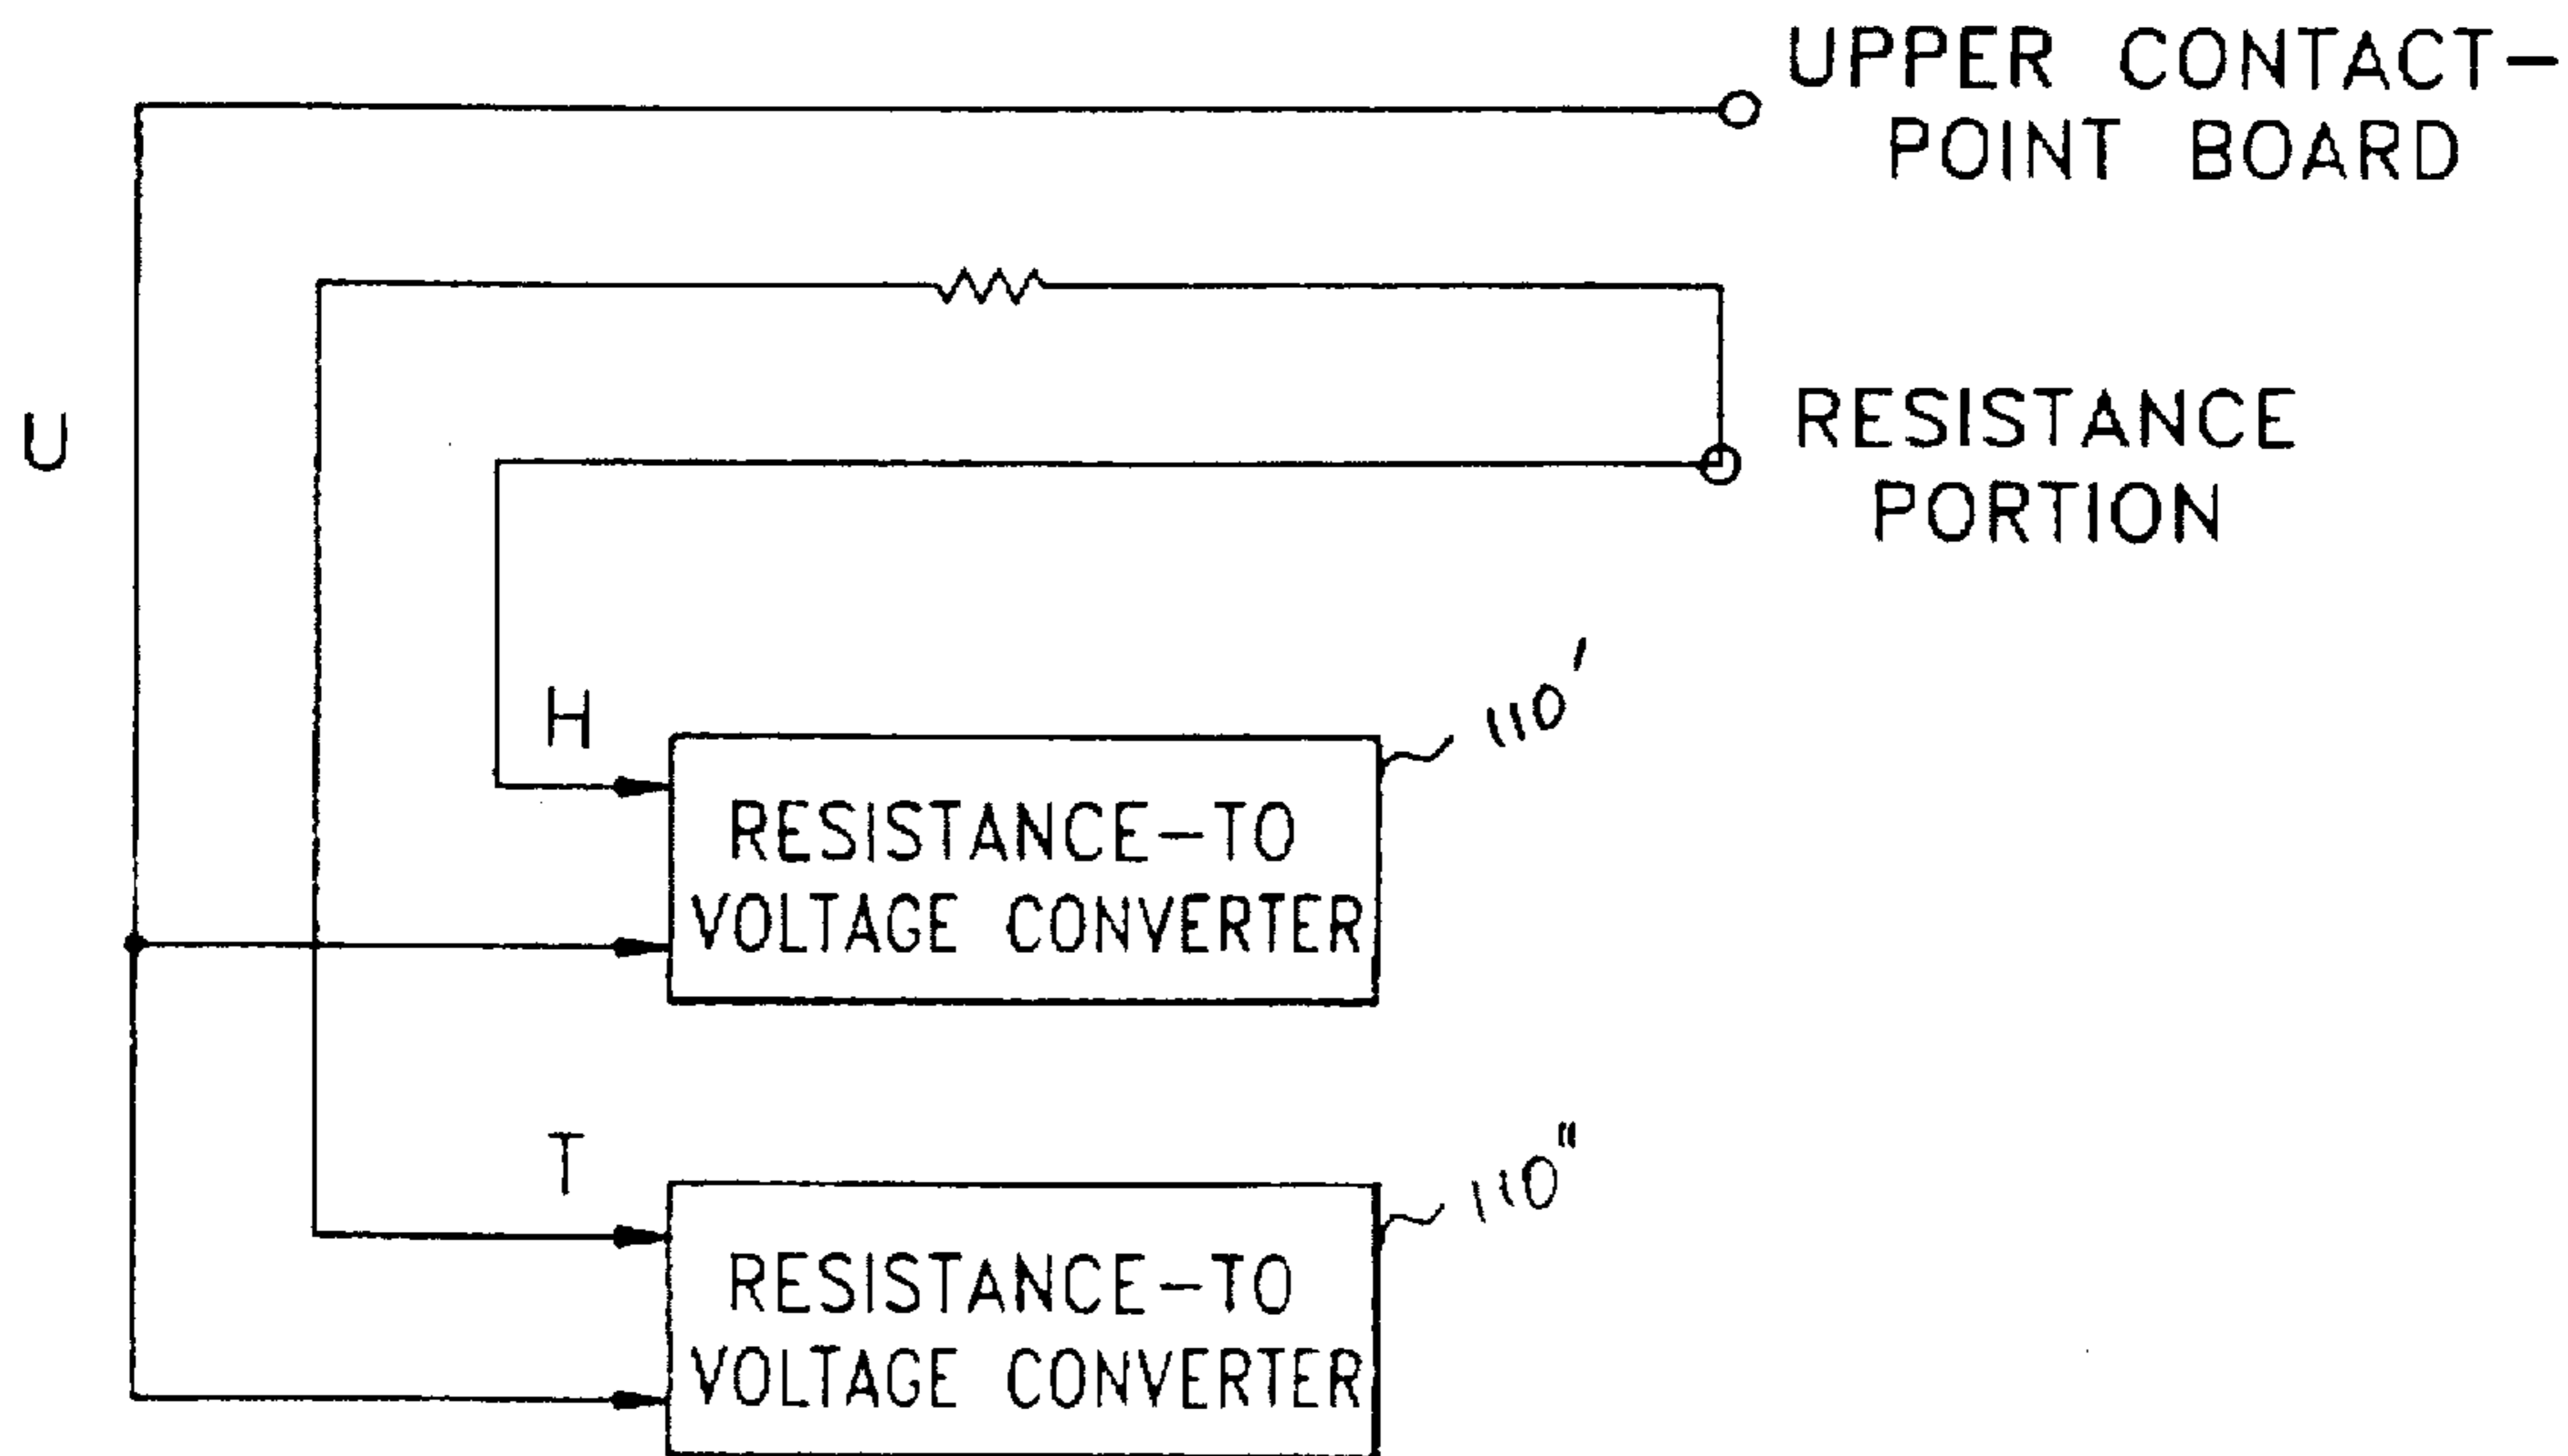 UPPER CONTACT-
POINT BOARD
U
RESISTANCE
PORTION
H
110'
RESISTANCE-TO
VOLTAGE CONVERTER
T
110"
RESISTANCE-TO
VOLTAGE CONVERTER